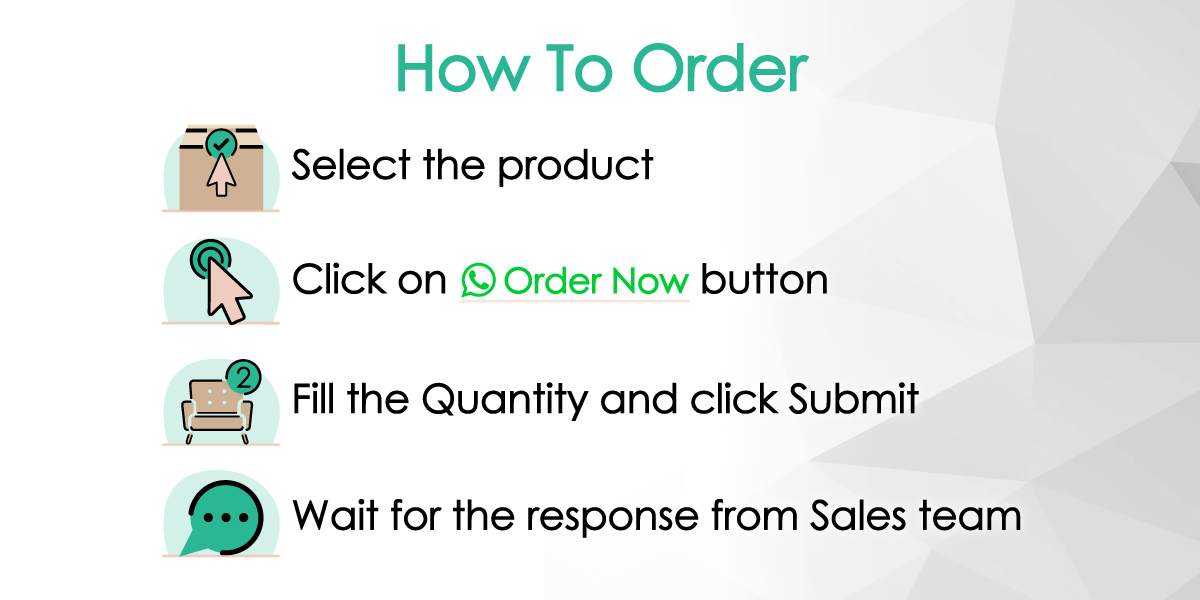 How To Order
Select the product
Click on Order Now button
2
Fill the Quantity and click Submit
Wait for the response from Sales team